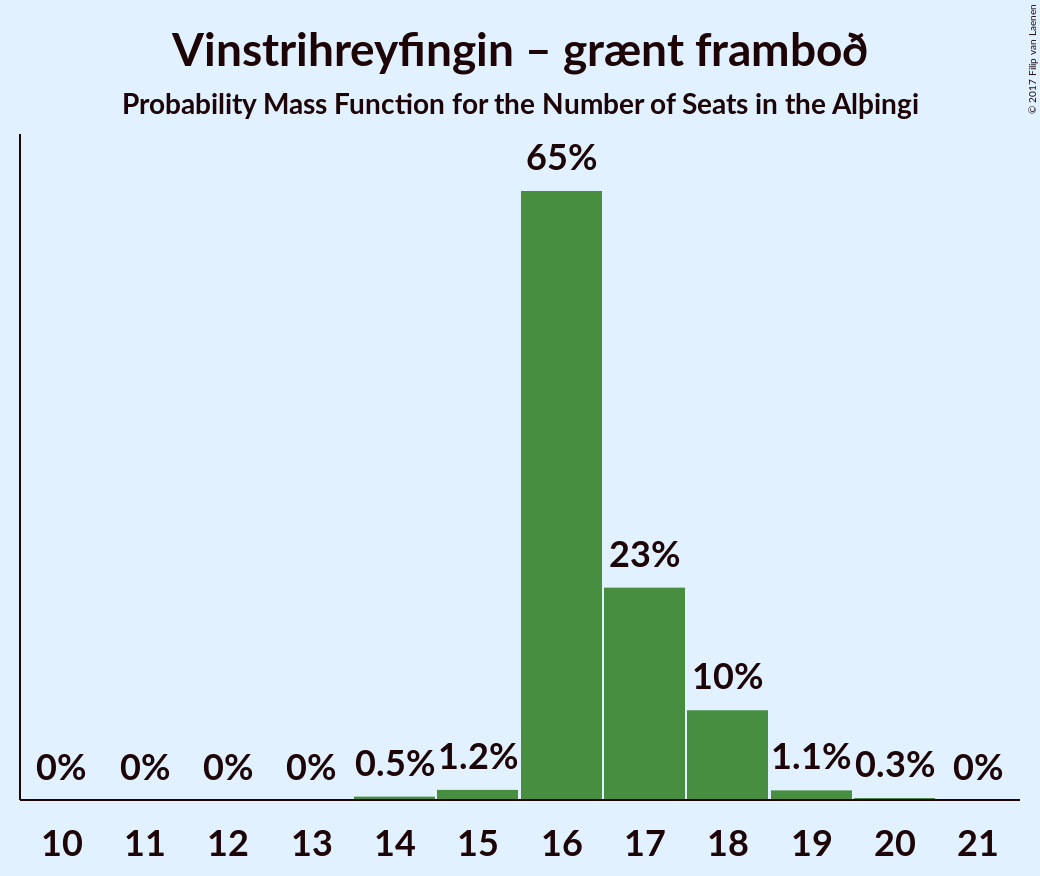 Vinstrihreyfingin – grænt framboð
Probability Mass Function for the Number of Seats in the Alþingi
© 2017 Filip van Laenen
65%
23%
10%
0% 0% 0% 0% 0.5% 1.2% 1.1% 0.3% 0%
10 11 12 13 14 15 16 17 18 19 20 21